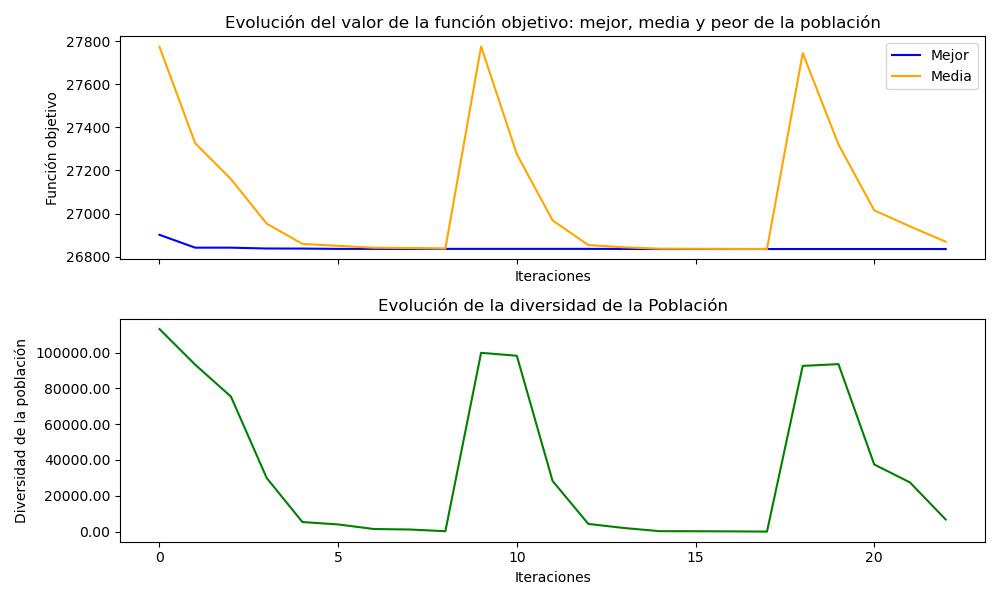 Evolución del valor de la función objetivo: mejor, media y peor de la población
27800
27600
27400
27200
27000
26800
Función objetivo
Mejor
Media
Iteraciones
Evolución de la diversidad de la Población
100000.00
80000.00
60000.00
40000.00
20000.00
0.00
Diversidad de la población
0 5 10 15 20
Iteraciones